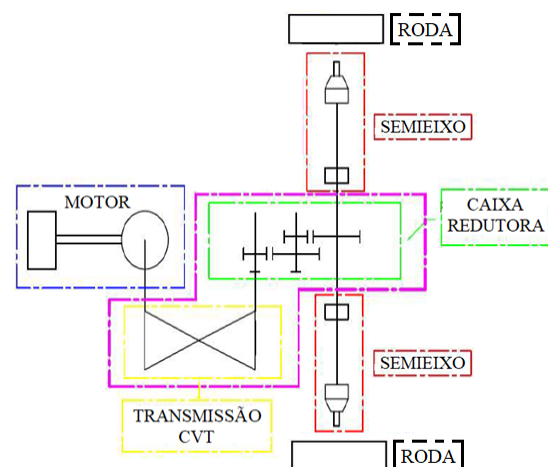 RODA
SEMIEIXO
MOTOR
CAIXA
REDUTORA
SEMIEIXO
TRANSMISSÃO
CVT
RODA